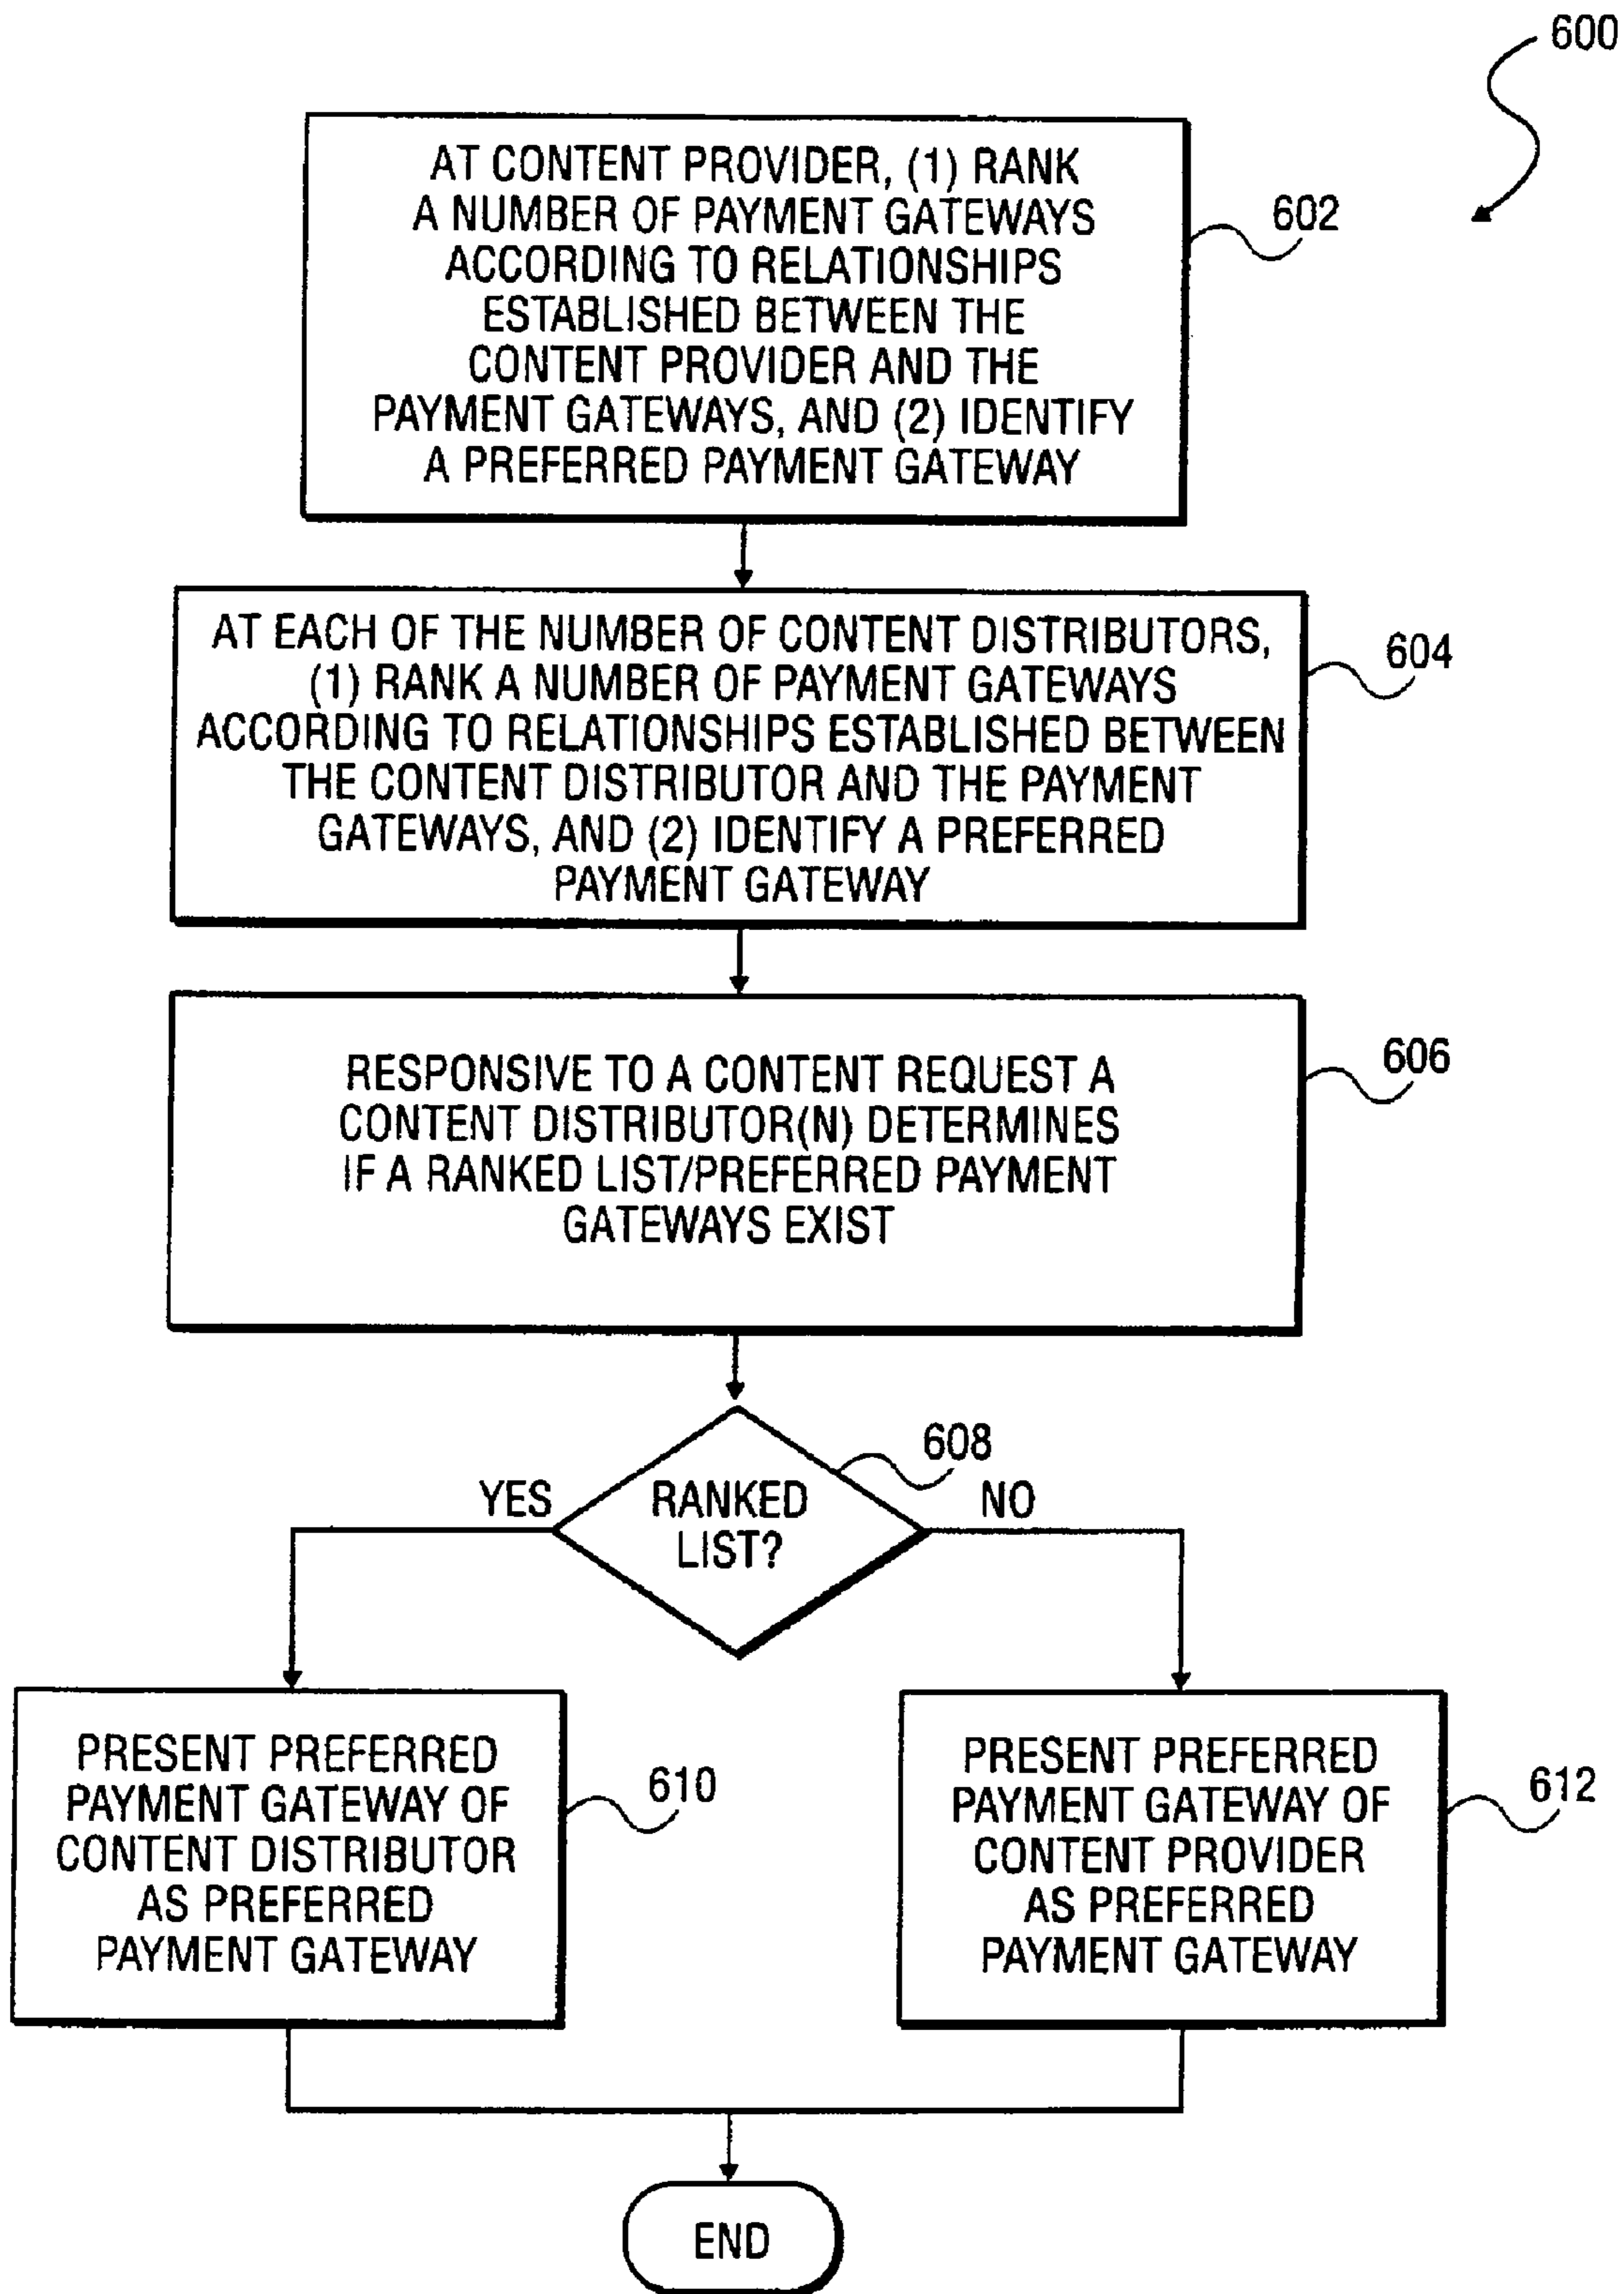 600
AT CONTENT PROVIDER, (1) RANK
A NUMBER OF PAYMENT GATEWAYS
ACCORDING TO RELATIONSHIPS
ESTABLISHED BETWEEN THE
CONTENT PROVIDER AND THE
PAYMENT GATEWAYS, AND (2) IDENTIFY
A PREFERRED PAYMENT GATEWAY
602
AT EACH OF THE NUMBER OF CONTENT DISTRIBUTORS,
(1) RANK A NUMBER OF PAYMENT GATEWAYS
ACCORDING TO RELATIONSHIPS ESTABLISHED BETWEEN
THE CONTENT DISTRIBUTOR AND THE PAYMENT
GATEWAYS, AND (2) IDENTIFY A PREFERRED
PAYMENT GATEWAY
604
RESPONSIVE TO A CONTENT REQUEST A
CONTENT DISTRIBUTOR(N) DETERMINES
IF A RANKED LIST/PREFERRED PAYMENT
GATEWAYS EXIST
606
608
YES
RANKED
LIST?
NO
PRESENT PREFERRED
PAYMENT GATEWAY OF
CONTENT DISTRIBUTOR
AS PREFERRED
PAYMENT GATEWAY
610
PRESENT PREFERRED
PAYMENT GATEWAY OF
CONTENT PROVIDER
AS PREFERRED
PAYMENT GATEWAY
612
END